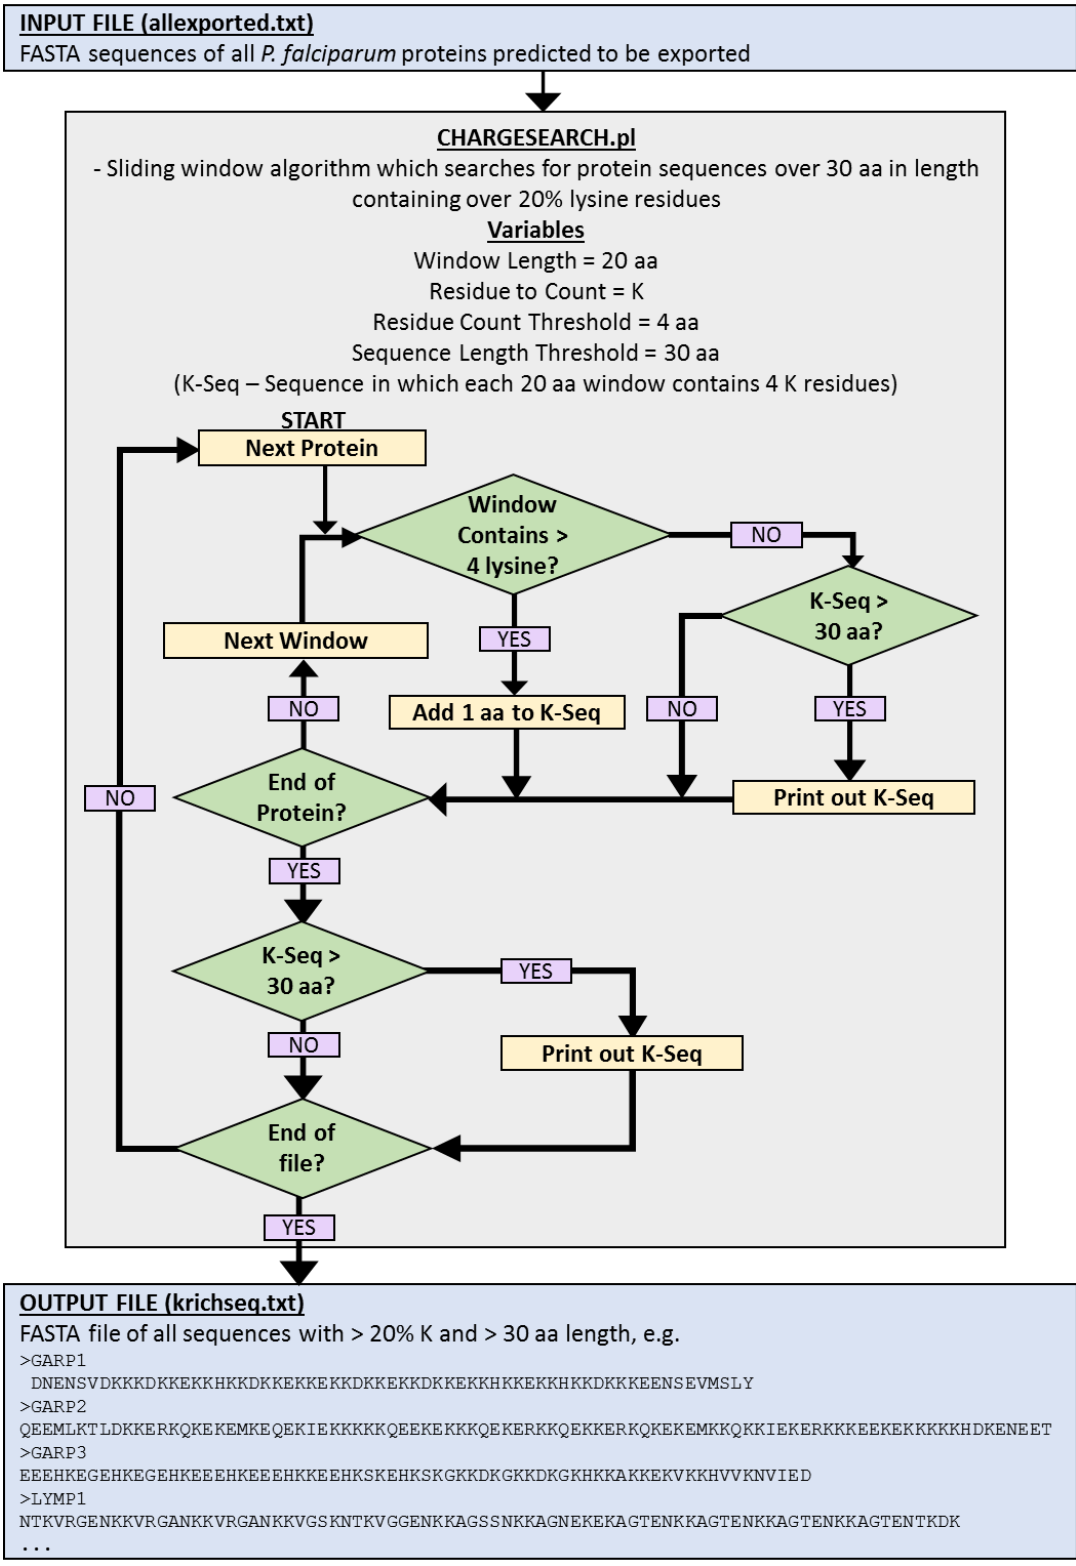 INPUT FILE (allexported.txt)
FASTA sequences of all P. falciparum proteins predicted to be exported
CHARGESEARCH.pl
- Sliding window algorithm which searches for protein sequences over 30 aa in length
containing over 20% lysine residues
Variables
Window Length = 20 aa
Residue to Count = K
Residue Count Threshold = 4 aa
Sequence Length Threshold = 30 aa
(K-Seq – Sequence in which each 20 aa window contains 4 K residues)
START
Next Protein
Window
Contains >
4 lysine?
NO
K-Seq >
30 aa?
Next Window
YES
NO
Add 1 aa to K-Seq
NO
YES
End of
Protein?
NO
Print out K-Seq
YES
K-Seq >
30 aa?
YES
NO
Print out K-Seq
End of
file?
YES
OUTPUT FILE (krichseq.txt)
FASTA file of all sequences with > 20% K and > 30 aa length, e.g.
>GARP1
DNENSVDKKKDKKEKKHKKDKKEKKEKKDKKEKKDKKEKKHKKEKKHKKDKKKEENSEVMSLY
>GARP2
QEEMLKTLDKKERKQKEKEMKEQEKIEKKKKKQEEKEKKKQEKERKKQEKKERKQKEKEMKKQKKIEKERKKKEEKEKKKKKHDKENEET
>GARP3
EEEHKEGEHKEGEHKEEEHKEEEHKKEEHKSKEHKSKGKKDKGKKDKGKHKKAKKEKVKKHVVKNVIED
>LYMP1
NTKVRGENKKVRGANKKVRGANKKVGSKNTKVGGENKKAGSSNKKAGNEKEKAGTENKKAGTENKKAGTENKKAGTENTKDK
...